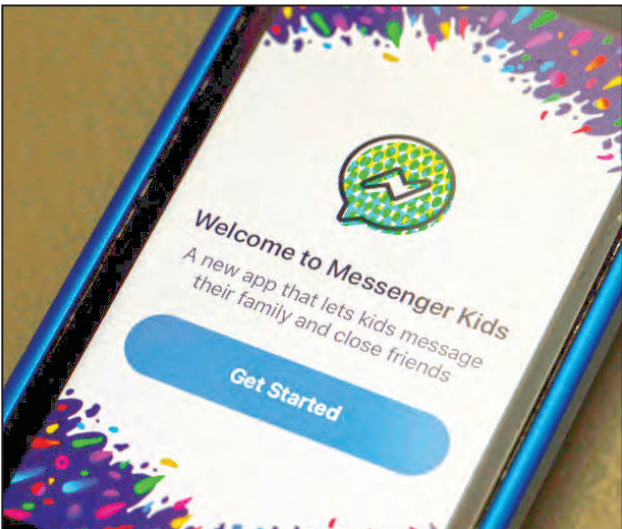 Welcome to Messenger Kids
A new app that lets kids message
their family and close friends
Get Started